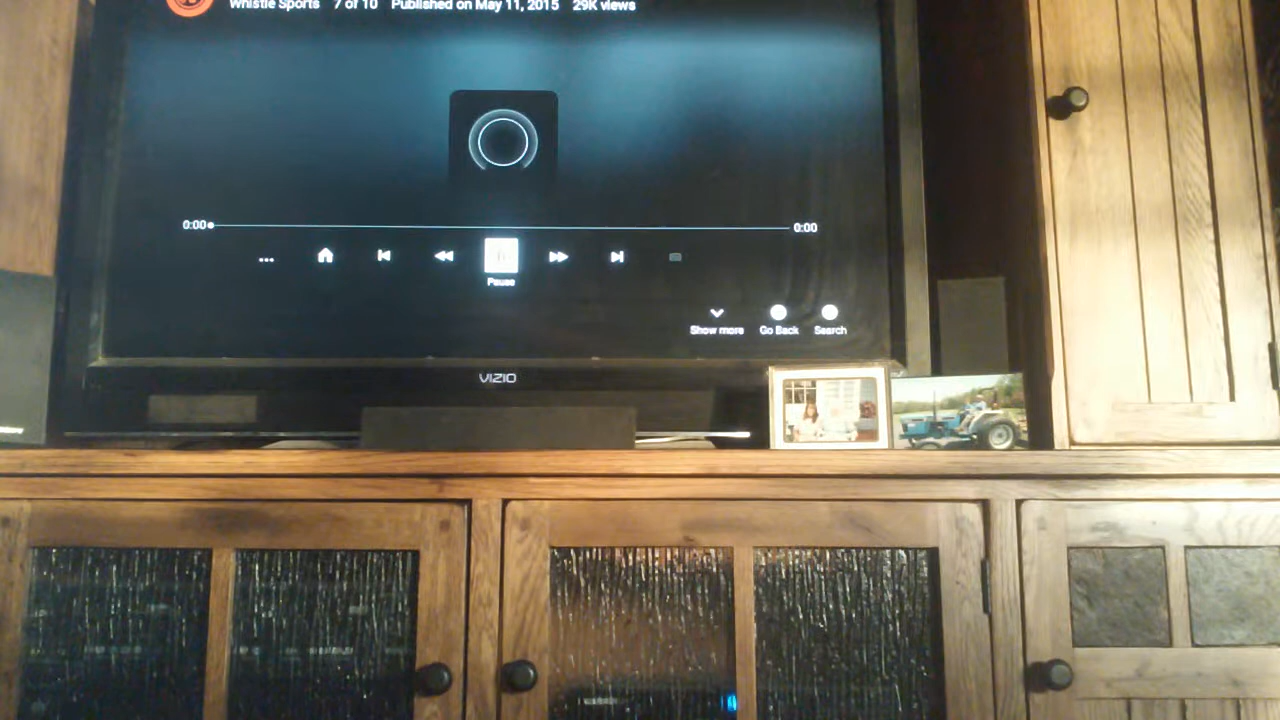 Whistle Sports 7 of 10 Published on May 11, 2015 29K views
0:00 0:00
Pause
Show more Go Back Search
VIZIO